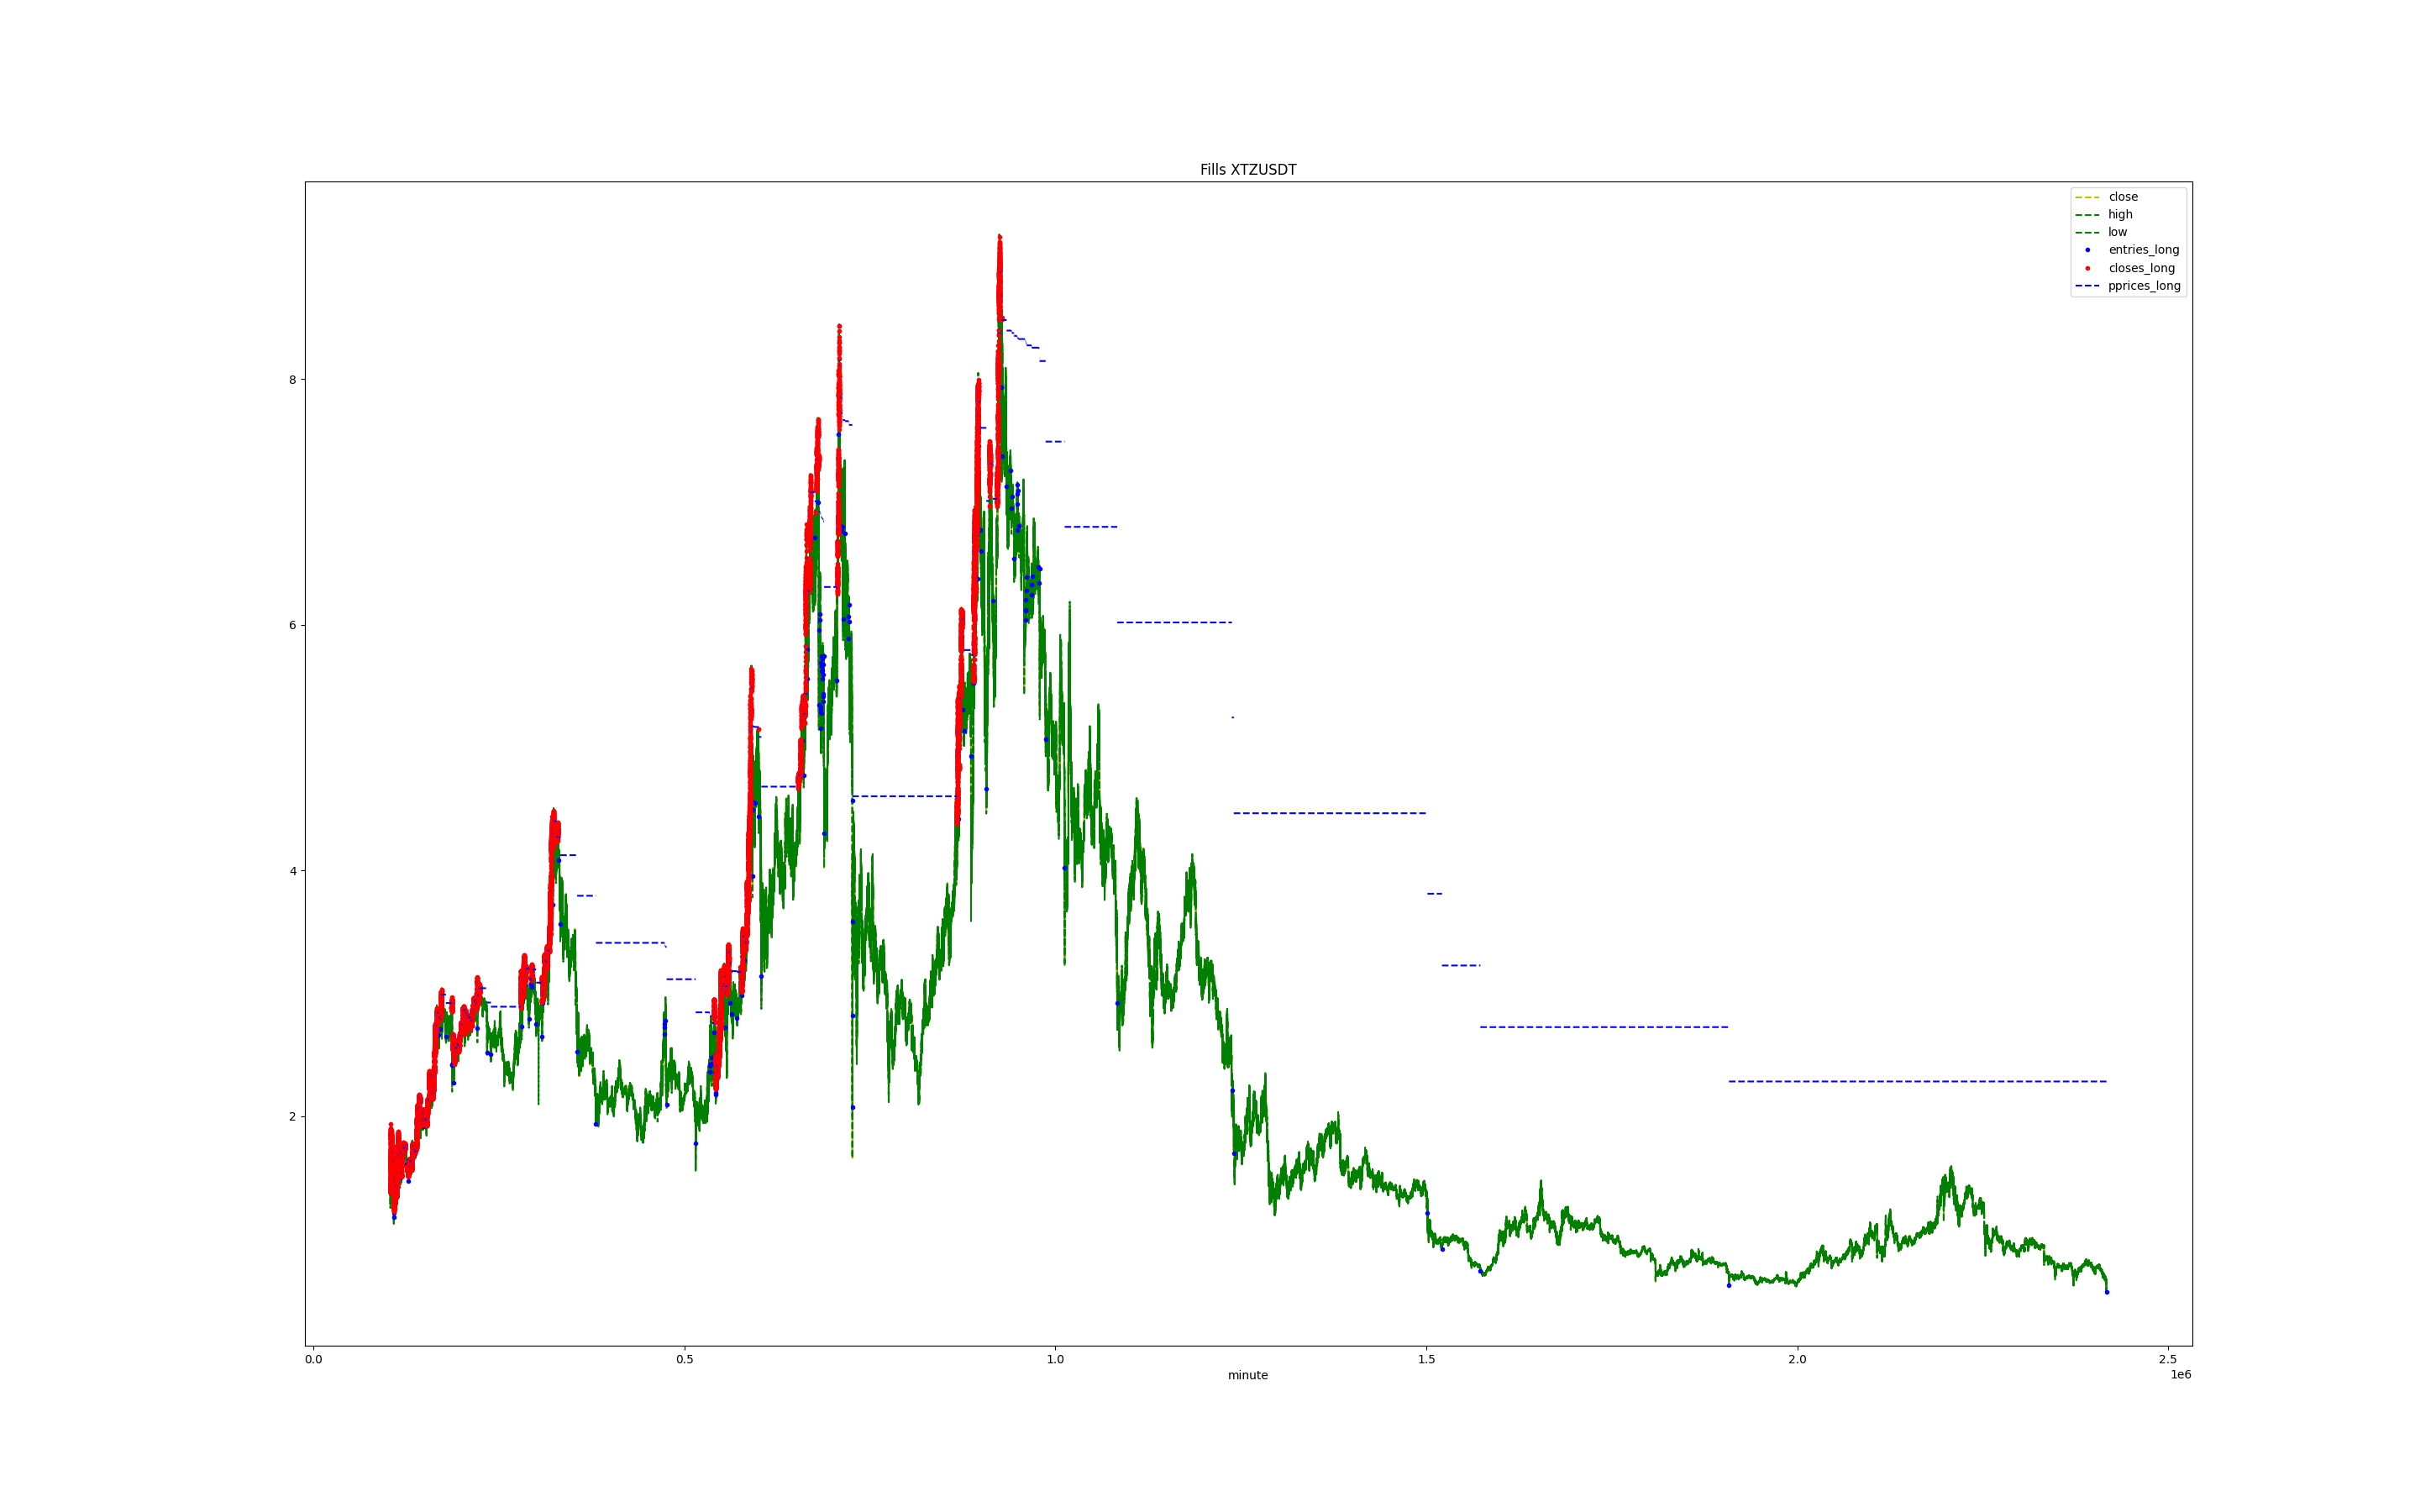 Fills XTZUSDT
close
high
low
entries_long
closes_long
pprices_long
8
6
4
2
0.0 0.5 1.0 1.5 2.0 2.5
minute
1e6